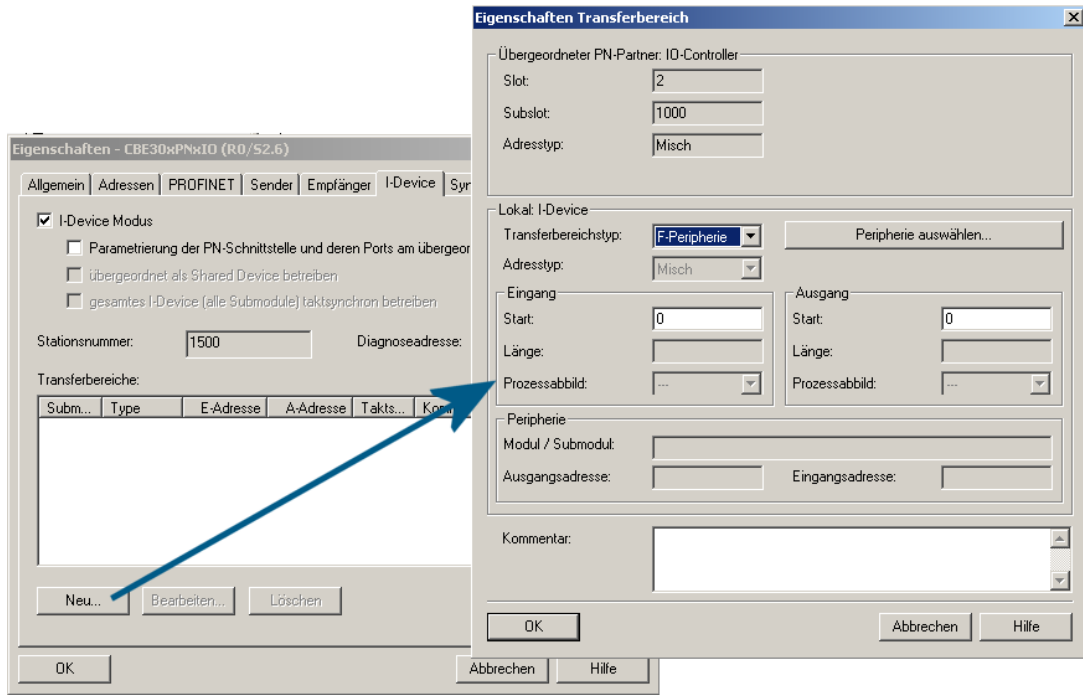 Eigenschaften - CBE30xPNxIO (R0/S2.6)
Allgemein Adressen PROFINET Sender Empfänger I-Device
I-Device Modus
Parametrierung der PN-Schnittstelle und deren Ports am
übergeordnet als Shared Device betreiben
gesamtes I-Device (alle Submodule) taktsynchron betreiben
Stationsnummer: 1500 Diagnoseadresse:
Transferbereiche:
Subm... Type E-Adresse A-Adresse Takts...
Neu... Bearbeiten... Löschen
OK Abbrechen Hilfe
Eigenschaften Transferbereich
Übergeordneter PN-Partner: IO-Controller
Slot: 2
Subslot: 1000
Adresstyp: Misch
Lokal: I-Device
Transferbereichstyp: F-Peripherie Peripherie auswählen...
Adresstyp: Misch
Eingang Ausgang
Start: 0 Start: 0
Länge: Länge:
Prozessabbild: --- Prozessabbild: ---
Peripherie
Modul / Submodul:
Ausgangsadresse: Eingangsadresse:
Kommentar:
OK Abbrechen Hilfe